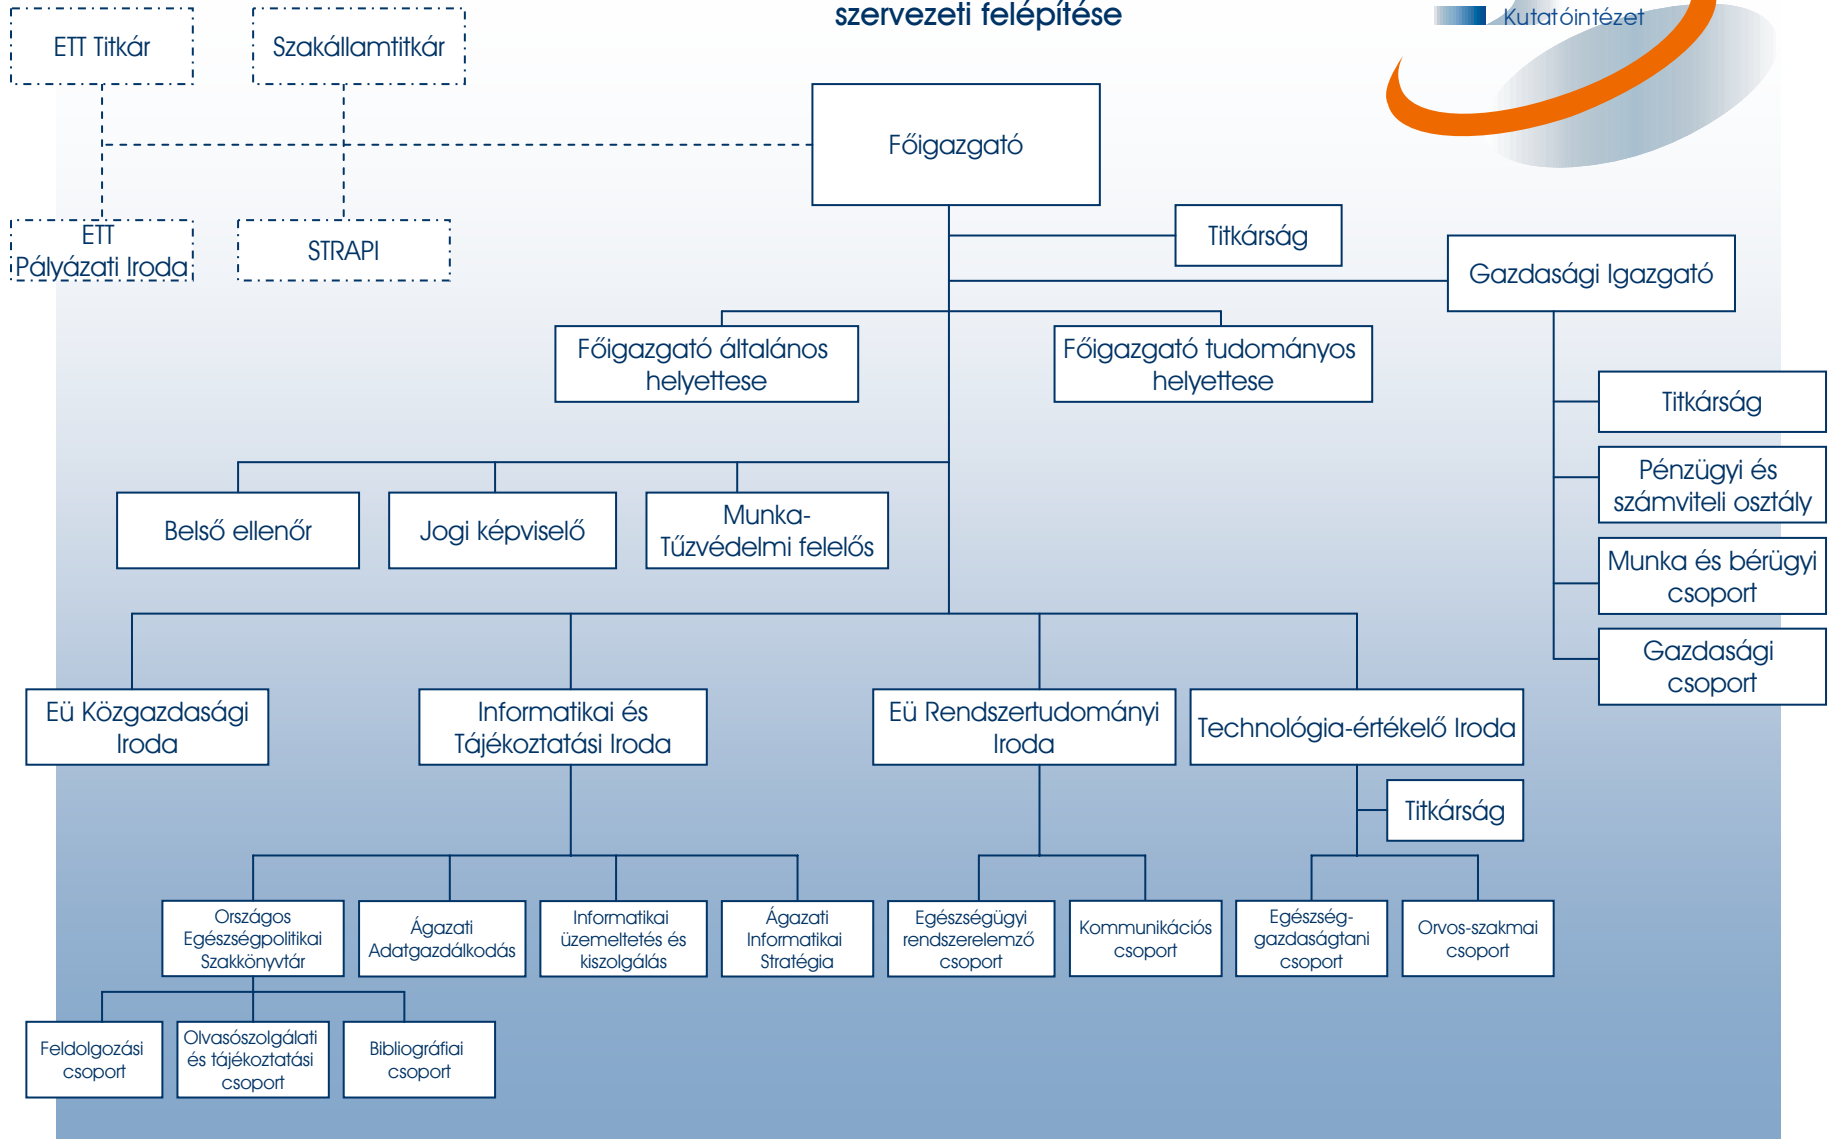 szervezeti felépítése
Kutatóintézet
ETT Titkár
Szakállamtitkár
Főigazgató
ETT
Pályázati Iroda
STRAPI
Titkárság
Gazdasági Igazgató
Főigazgató általános
helyettese
Főigazgató tudományos
helyettese
Titkárság
Pénzügyi és
számviteli osztály
Munka és bérügyi
csoport
Gazdasági
csoport
Belső ellenőr
Jogi képviselő
Munka-
Tűzvédelmi felelős
Eü Közgazdasági
Iroda
Informatikai és
Tájékoztatási Iroda
Eü Rendszertudományi
Iroda
Technológia-értékelő Iroda
Titkárság
Országos
Egészségpolitikai
Szakkönyvtár
Ágazati
Adatgazdálkodás
Informatikai
üzemeltetés és
kiszolgálás
Ágazati
Informatikai
Stratégia
Egészségügyi
rendszerelemző
csoport
Kommunikációs
csoport
Egészség-
gazdaságtani
csoport
Orvos-szakmai
csoport
Feldolgozási
csoport
Olvasószolgálati
és tájékoztatási
csoport
Bibliográfiai
csoport